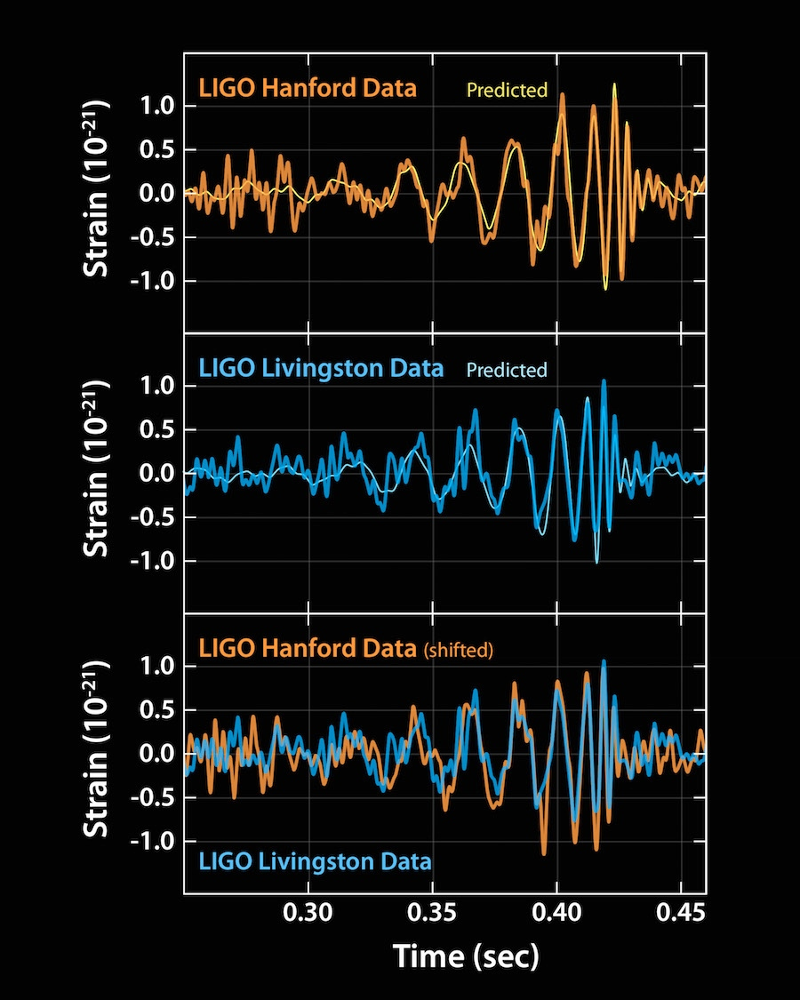 LIGO Hanford Data
Predicted
Strain (10-21)
1.0
0.5
0.0
-0.5
-1.0
LIGO Livingston Data
Predicted
Strain (10-21)
1.0
0.5
0.0
-0.5
-1.0
LIGO Hanford Data (shifted)
Strain (10-21)
1.0
0.5
0.0
-0.5
-1.0
LIGO Livingston Data
0.30 0.35 0.40 0.45
Time (sec)